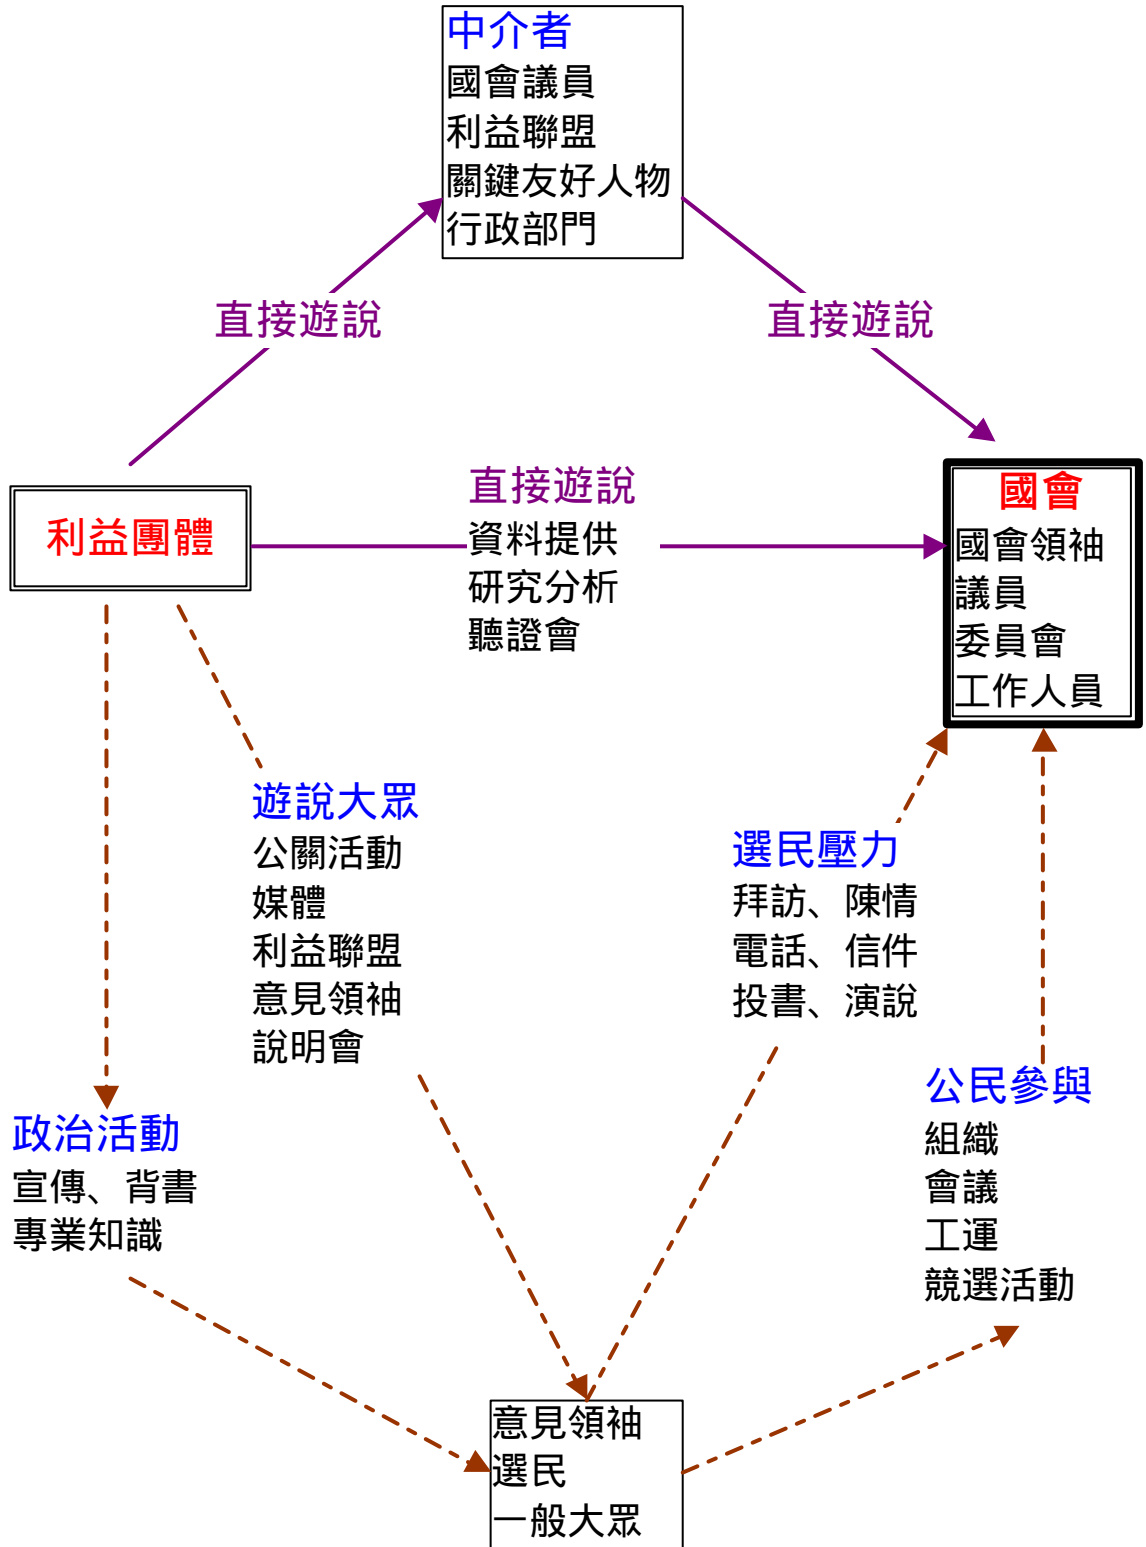 中介者
國會議員
利益聯盟
關鍵友好人物
行政部門
直接遊說
直接遊說
利益團體
直接遊說
資料提供
研究分析
聽證會
國會
國會領袖
議員
委員會
工作人員
遊說大眾
公關活動
媒體
利益聯盟
意見領袖
說明會
選民壓力
拜訪、陳情
電話、信件
投書、演說
政治活動
宣傳、背書
專業知識
公民參與
組織
會議
工運
競選活動
意見領袖
選民
一般大眾